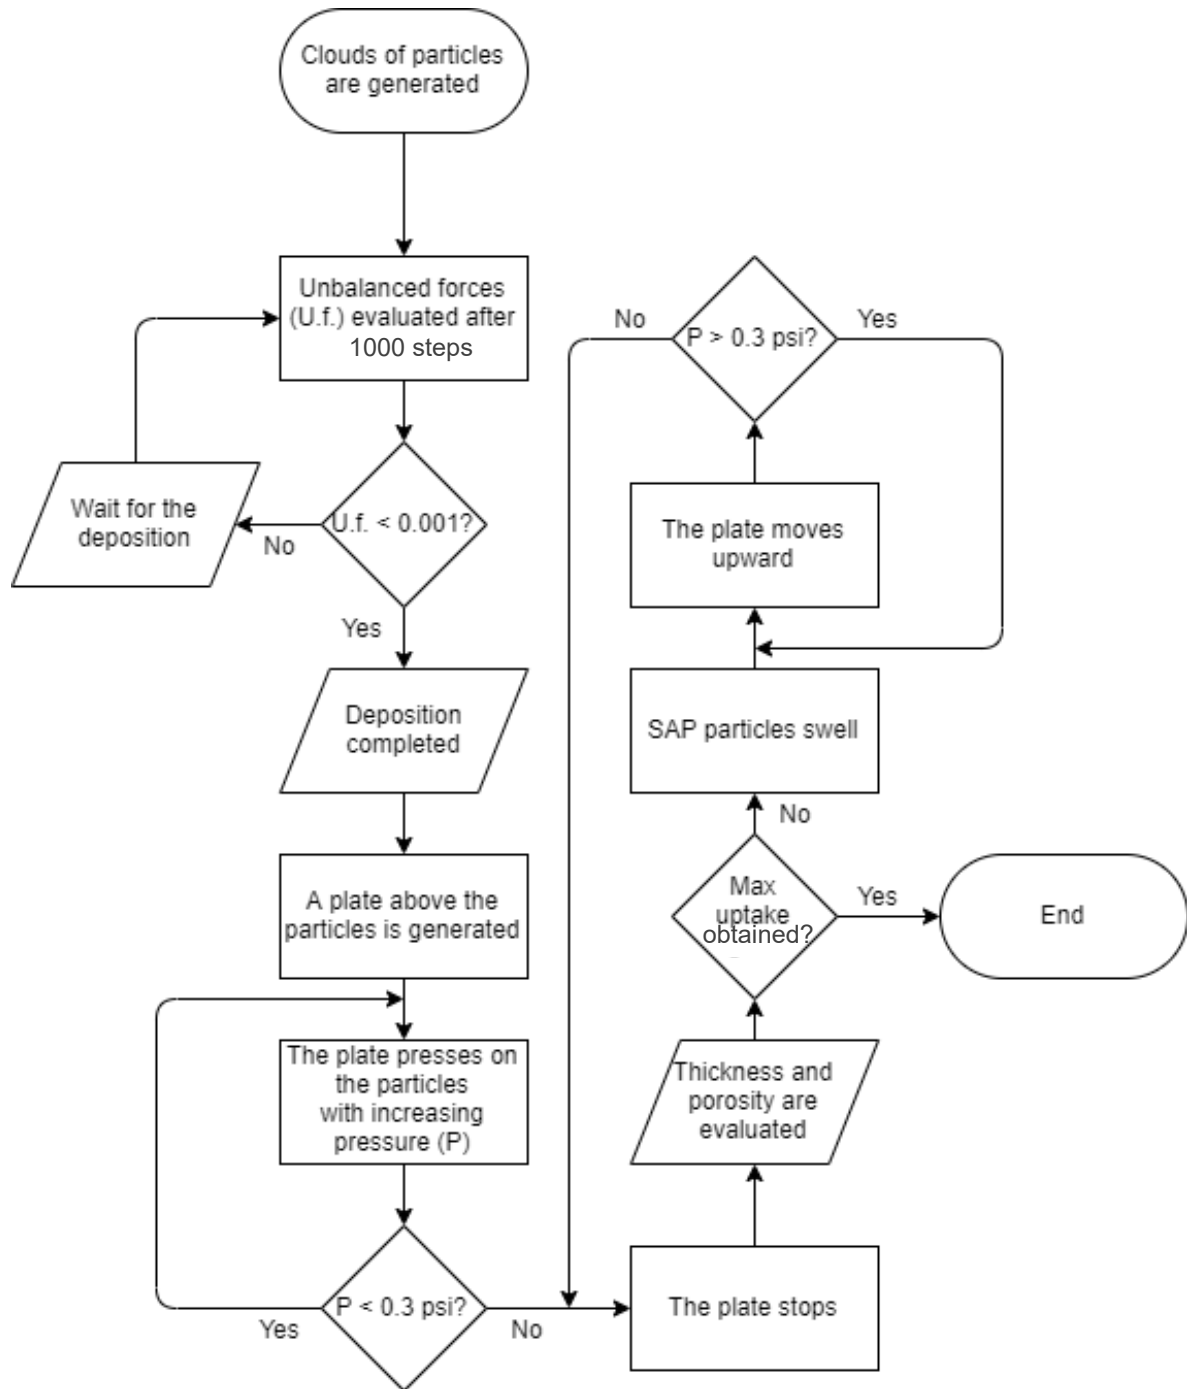 Clouds of particles
are generated
Unbalanced forces
(U.f.) evaluated after
1000 steps
Wait for the
deposition
No
U.f. < 0.001?
Yes
Deposition
completed
A plate above the
particles is generated
The plate presses on
the particles
with increasing
pressure (P)
Yes
P < 0.3 psi?
No
The plate stops
Thickness and
porosity are
evaluated
Max
uptake
obtained?
Yes
End
No
SAP particles swell
The plate moves
upward
No
P > 0.3 psi?
Yes